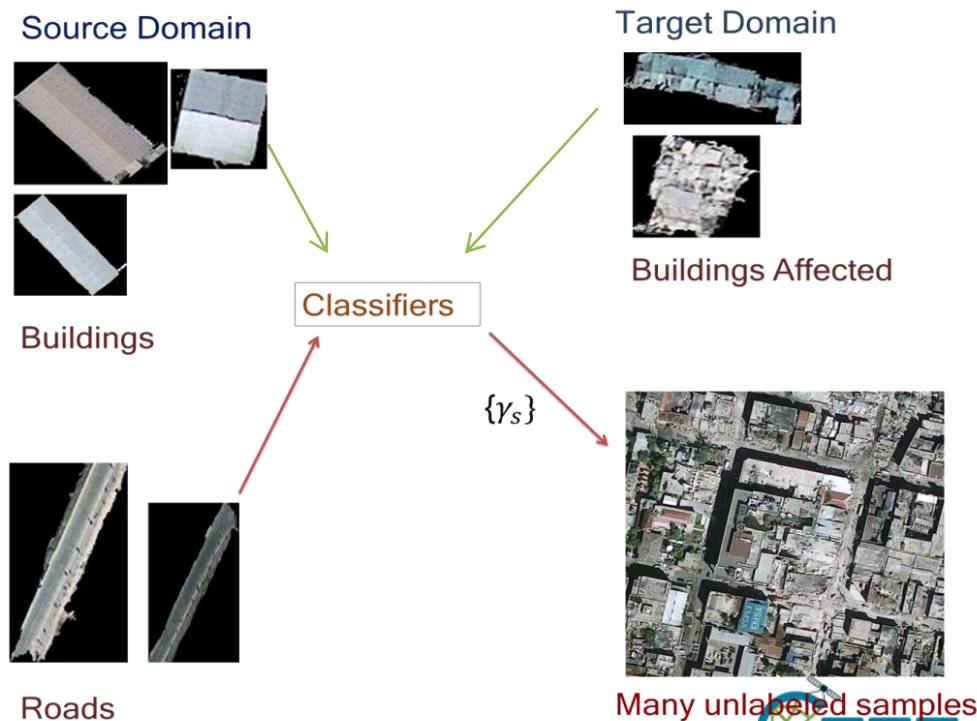 Source Domain
Target Domain
Buildings Affected
Classifiers
Buildings
{γₛ}
Roads
Many unlabeled samples